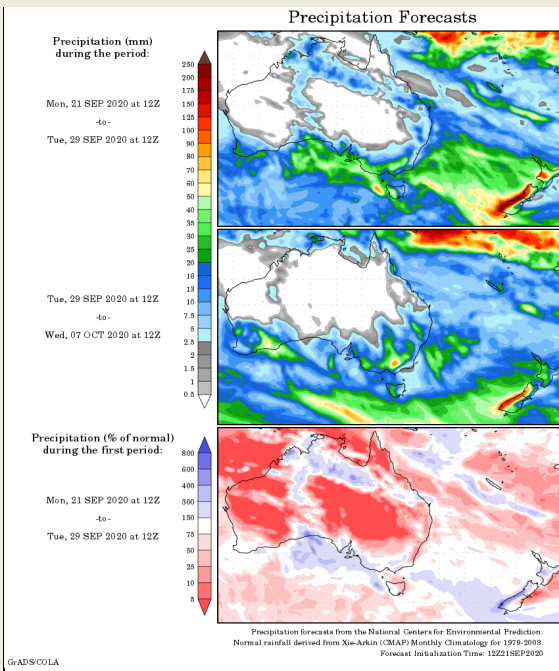 Precipitation Forecasts
Precipitation (mm)
during the period:
Mon, 21 SEP 2020 at 12Z
-to-
Tue, 29 SEP 2020 at 12Z
250
200
175
150
125
100
90
80
70
60
50
40
35
30
25
20
16
13
10
7.5
5
2.5
2
1.5
1
0.5
Tue, 29 SEP 2020 at 12Z
-to-
Wed, 07 OCT 2020 at 12Z
Precipitation (% of normal)
during the first period:
Mon, 21 SEP 2020 at 12Z
-to-
Tue, 29 SEP 2020 at 12Z
800
600
400
300
150
75
50
25
10
5
Precipitation forecasts from the National Centers for Environmental Prediction.
Normal rainfall derived from Xie-Arkin (CMAP) Monthly Climatology for 1979-2003.
Forecast Initialization Time: 12Z21SEP2020
GrADS/COLA